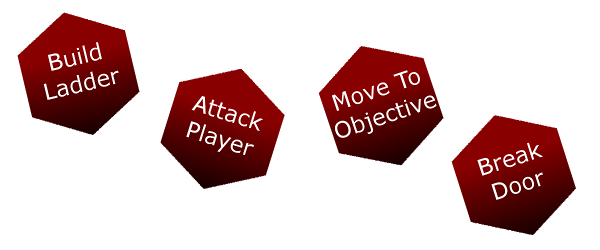 Build
Ladder
Attack
Player
Move To
Objective
Break
Door